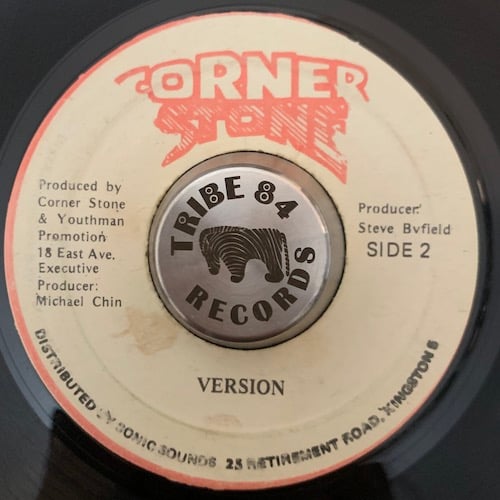 CORNER
STONE
Produced by
Corner Stone
& Youthman
Promotion
18 East Ave.
Executive
Producer:
Michael Chin
TRIBE 84
RECORDS
Producer:
Steve Bvfield
SIDE 2
VERSION
DISTRIBUTED BY SONIC SOUNDS 25 RETIREMENT ROAD, KINGSTON 5